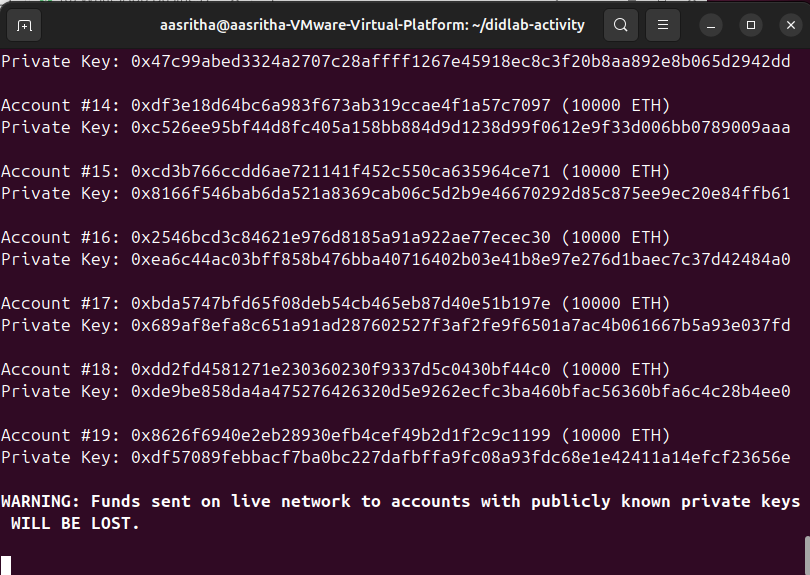 aasritha@aasritha-VMware-Virtual-Platform: ~/didlab-activity
Private Key: 0x47c99abed3324a2707c28affff1267e45918ec8c3f20b8aa892e8b065d2942dd
Account #14: 0xdf3e18d64bc6a983f673ab319ccae4f1a57c7097 (10000 ETH)
Private Key: 0xc526ee95bf44d8fc405a158bb884d9d1238d99f0612e9f33d006bb0789009aaa
Account #15: 0xcd3b766ccdd6ae721141f452c550ca635964ce71 (10000 ETH)
Private Key: 0x8166f546bab6da521a8369cab06c5d2b9e46670292d85c875ee9ec20e84ffb61
Account #16: 0x2546bcd3c84621e976d8185a91a922ae77ecec30 (10000 ETH)
Private Key: 0xea6c44ac03bff858b476bba40716402b03e41b8e97e276d1baec7c37d42484a0
Account #17: 0xbda5747bfd65f08deb54cb465eb87d40e51b197e (10000 ETH)
Private Key: 0x689af8efa8c651a91ad287602527f3af2fe9f6501a7ac4b061667b5a93e037fd
Account #18: 0xdd2fd4581271e230360230f9337d5c0430bf44c0 (10000 ETH)
Private Key: 0xde9be858da4a475276426320d5e9262ecfc3ba460bfac56360bfa6c4c28b4ee0
Account #19: 0x8626f6940e2eb28930efb4cef49b2d1f2c9c1199 (10000 ETH)
Private Key: 0xdf57089febbacf7ba0bc227dafbffa9fc08a93fdc68e1e42411a14efcf23656e
WARNING: Funds sent on live network to accounts with publicly known private keys
WILL BE LOST.